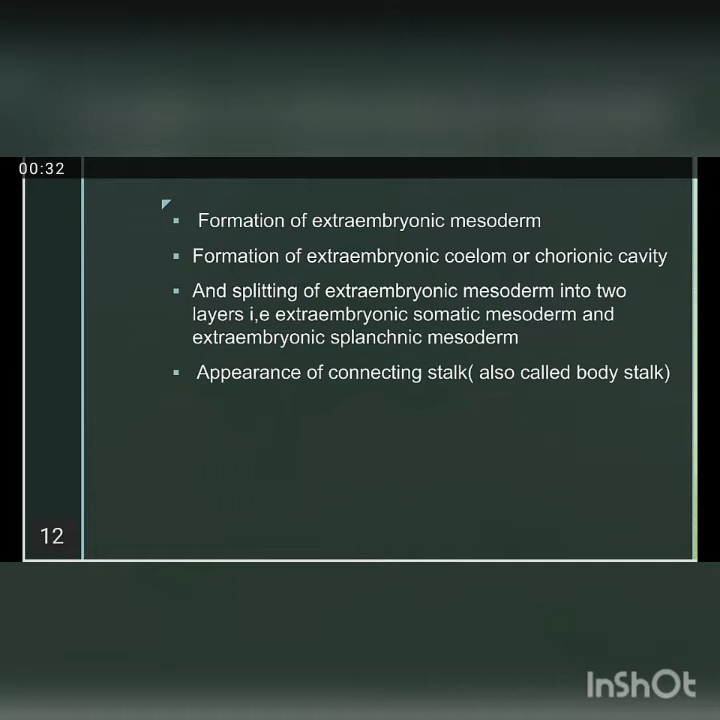 00:32
Formation of extraembryonic mesoderm
Formation of extraembryonic coelom or chorionic cavity
And splitting of extraembryonic mesoderm into two
layers i,e extraembryonic somatic mesoderm and
extraembryonic splanchnic mesoderm
Appearance of connecting stalk( also called body stalk)
12
InShOt